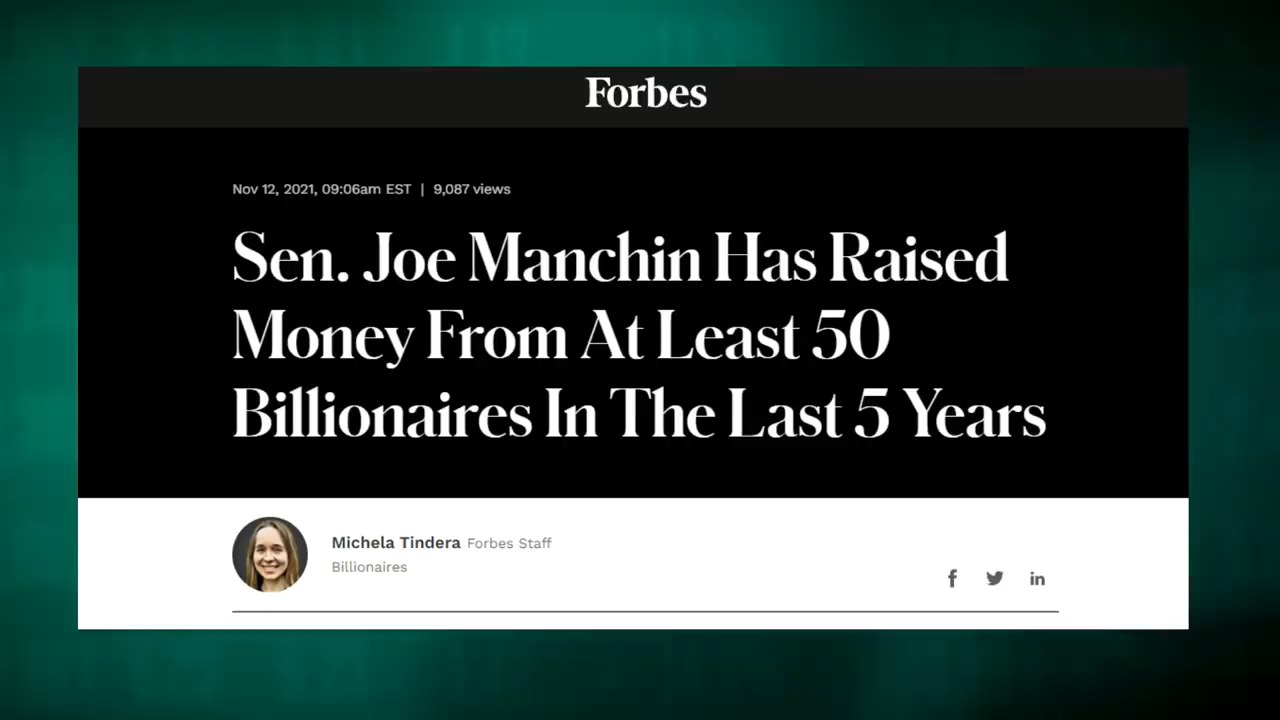 Forbes
Nov 12, 2021, 09:06am EST | 9,087 views
Sen. Joe Manchin Has Raised
Money From At Least 50
Billionaires In The Last 5 Years
Michela Tindera Forbes Staff
Billionaires